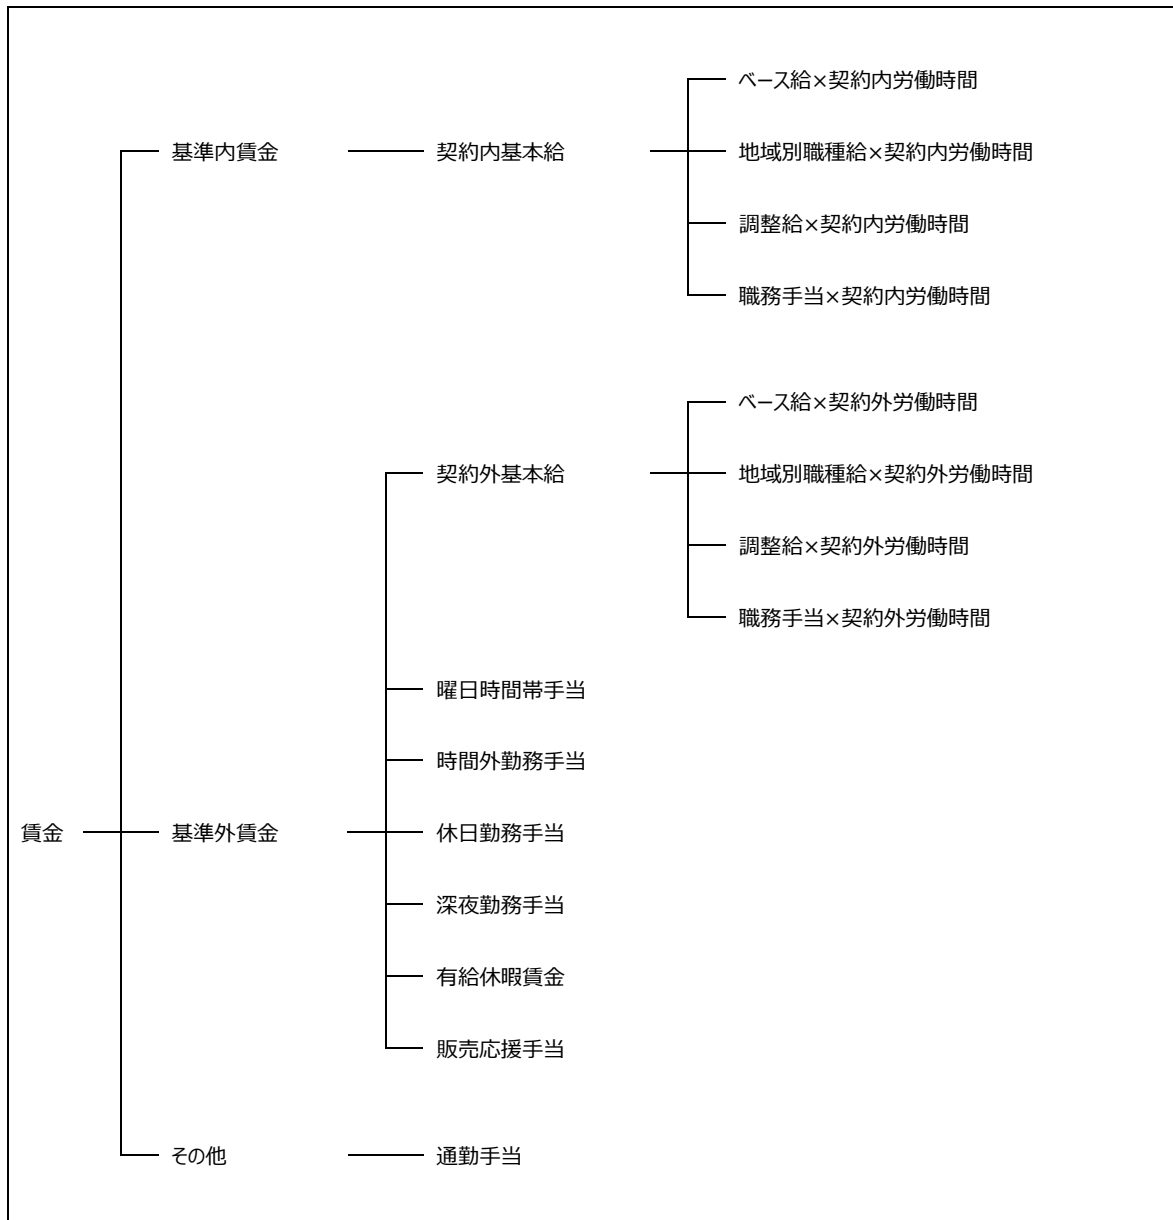 ベース給×契約内労働時間
基準内賃金 契約内基本給 地域別職種給×契約内労働時間
調整給×契約内労働時間
職務手当×契約内労働時間
ベース給×契約外労働時間
契約外基本給 地域別職種給×契約外労働時間
調整給×契約外労働時間
職務手当×契約外労働時間
曜日時間帯手当
時間外勤務手当
賃金 基準外賃金 休日勤務手当
深夜勤務手当
有給休暇賃金
販売応援手当
その他 通勤手当